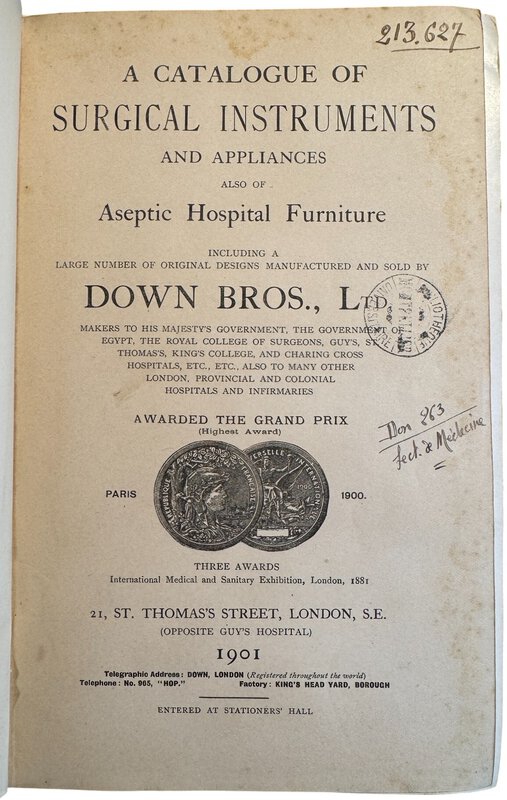 213.627
A CATALOGUE OF
SURGICAL INSTRUMENTS
AND APPLIANCES
ALSO OF
Aseptic Hospital Furniture
INCLUDING A
LARGE NUMBER OF ORIGINAL DESIGNS MANUFACTURED AND SOLD BY
DOWN BROS., LTD.
MAKERS TO HIS MAJESTY'S GOVERNMENT, THE GOVERNMENT OF
EGYPT, THE ROYAL COLLEGE OF SURGEONS, GUY'S, ST.
THOMAS'S, KING'S COLLEGE, AND CHARING CROSS
HOSPITALS, ETC., ETC., ALSO TO MANY OTHER
LONDON, PROVINCIAL AND COLONIAL
HOSPITALS AND INFIRMARIES
Don 263
fect. de Médecine
AWARDED THE GRAND PRIX
(Highest Award)
PARIS 1900.
THREE AWARDS
International Medical and Sanitary Exhibition, London, 1881
21, ST. THOMAS'S STREET, LONDON, S.E.
(OPPOSITE GUY'S HOSPITAL)
1901
Telegraphic Address: DOWN, LONDON (Registered throughout the world)
Telephone: No. 965, "HOP." Factory: KING'S HEAD YARD, BOROUGH
ENTERED AT STATIONERS' HALL